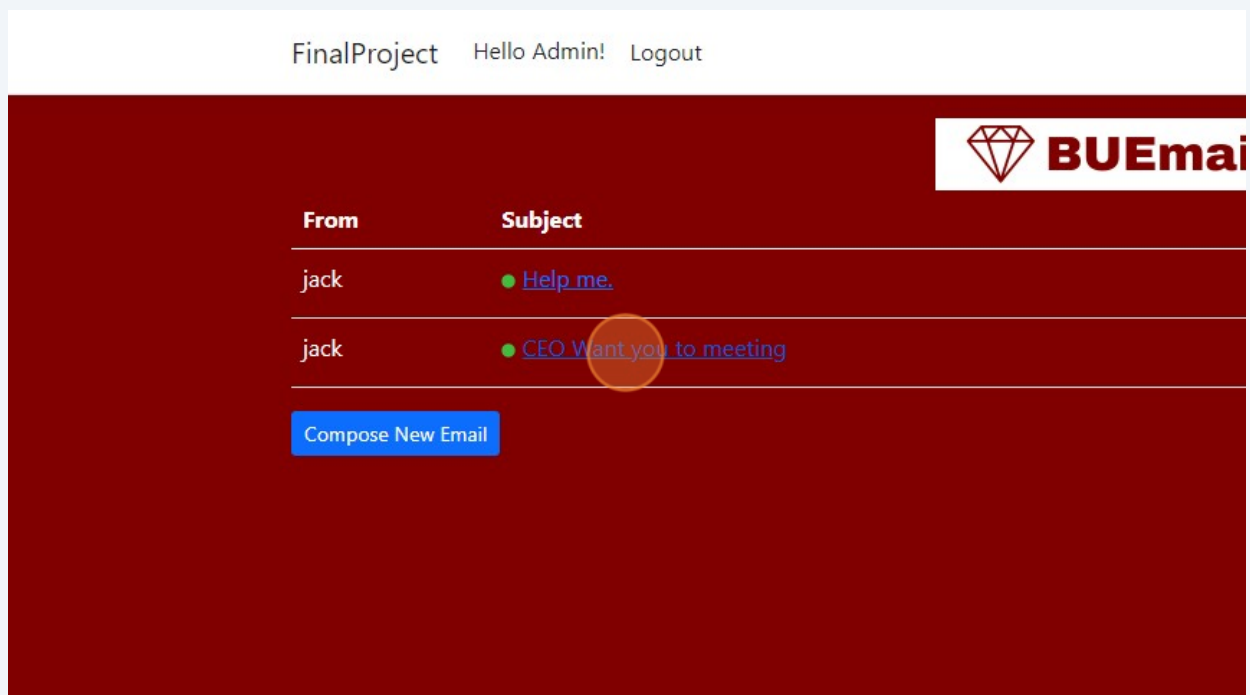 FinalProject Hello Admin! Logout
BUEmai
From Subject
jack Help me.
jack CEO Want you to meeting
Compose New Email